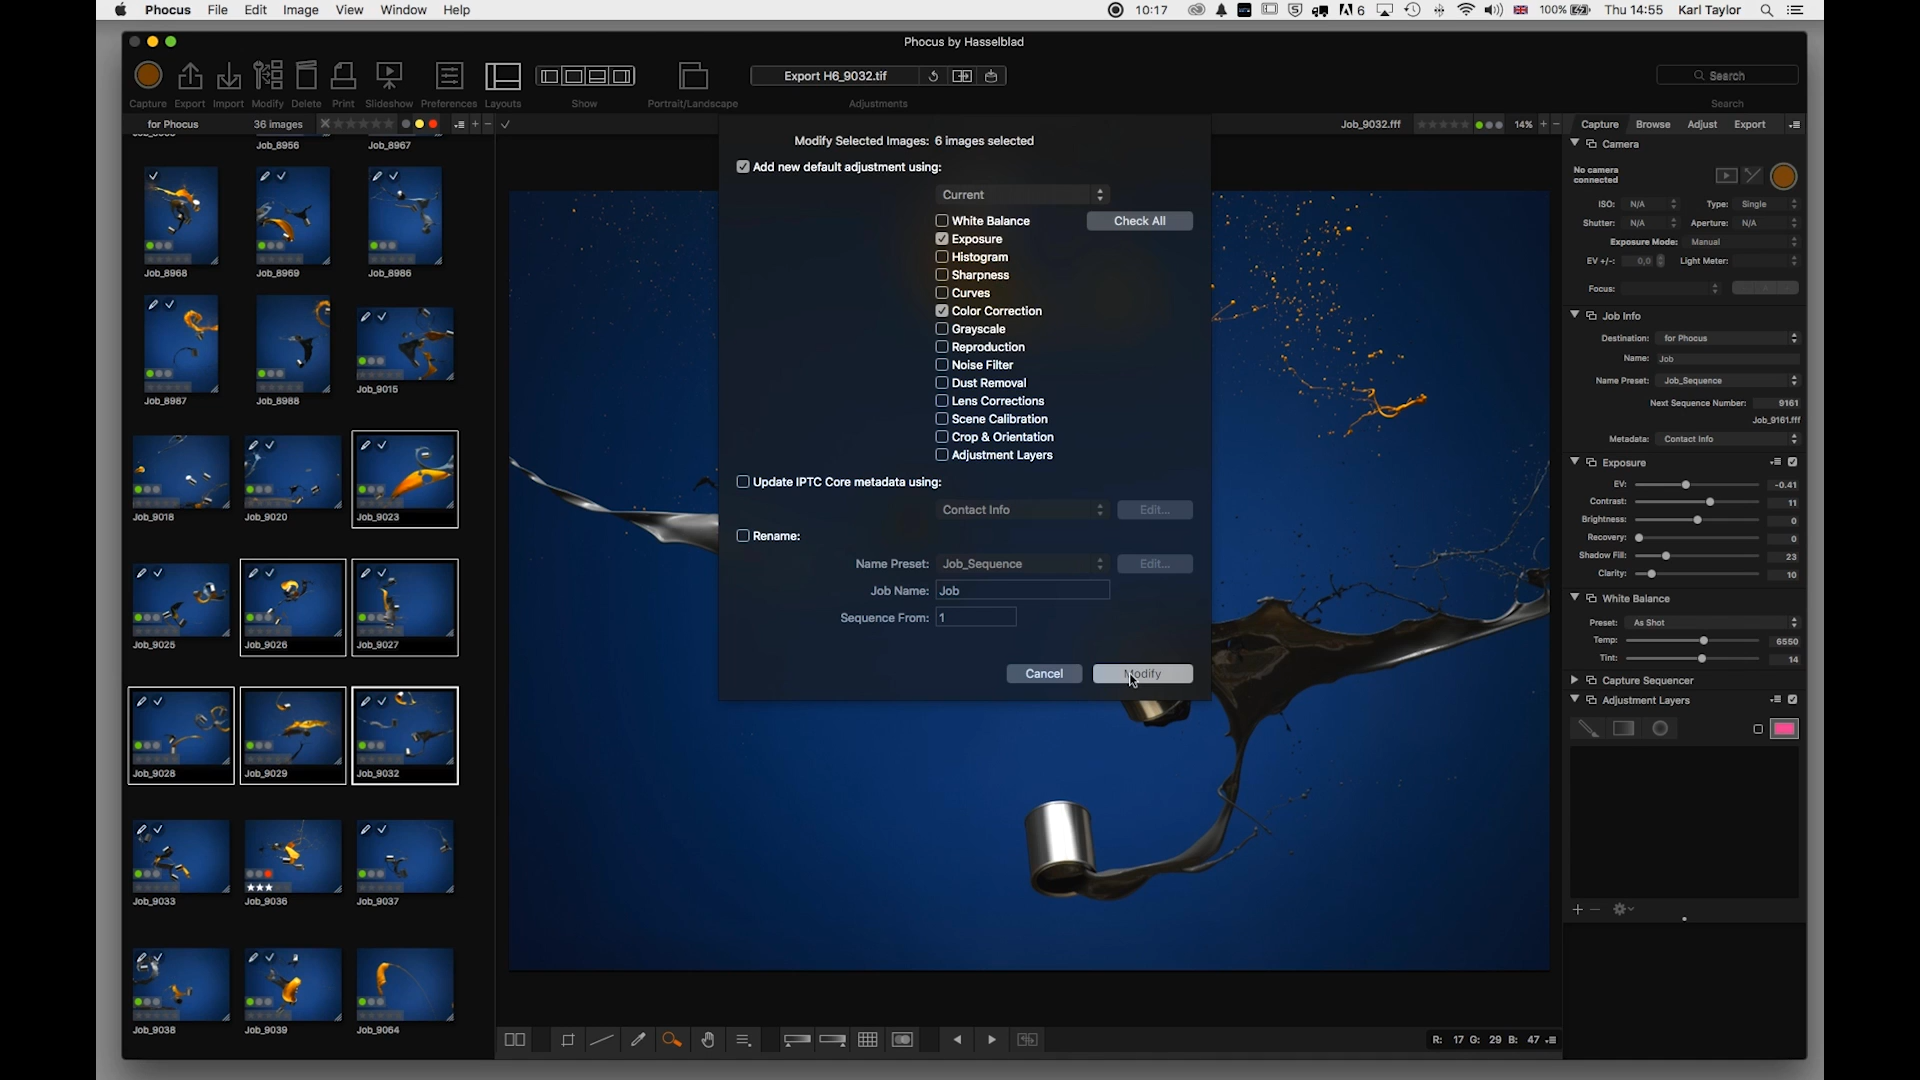 Phocus File Edit Image View Window Help
10:17 6 100% Thu 14:55 Karl Taylor
Phocus by Hasselblad
Export H6_9032.tif
Search
Capture Export Import Modify Delete Print Slideshow Preferences Layouts Show Portrait/Landscape Adjustments Search
for Phocus 36 images
Job_9032.fff 14%
Capture Browse Adjust Export
Job_8956 Job_8967
Job_8968 Job_8969 Job_8986
Job_8987 Job_8988 Job_9015
Job_9018 Job_9020 Job_9023
Job_9025 Job_9026 Job_9027
Job_9028 Job_9029 Job_9032
Job_9033 Job_9036 Job_9037
Job_9038 Job_9039 Job_9064
Modify Selected Images: 6 images selected
Add new default adjustment using:
Current
White Balance
Check All
Exposure
Histogram
Sharpness
Curves
Color Correction
Grayscale
Reproduction
Noise Filter
Dust Removal
Lens Corrections
Scene Calibration
Crop & Orientation
Adjustment Layers
Update IPTC Core metadata using:
Contact Info Edit...
Rename:
Name Preset: Job_Sequence Edit...
Job Name: Job
Sequence From: 1
Cancel Modify
Camera
No camera
connected
ISO: N/A Type: Single
Shutter: N/A Aperture: N/A
Exposure Mode: Manual
EV +/-: 0,0 Light Meter:
Focus:
Job Info
Destination: for Phocus
Name: Job
Name Preset: Job_Sequence
Next Sequence Number: 9161
Job_9161.fff
Metadata: Contact Info
Exposure
EV: -0.41
Contrast: 11
Brightness: 0
Recovery: 0
Shadow Fill: 23
Clarity: 10
White Balance
Preset: As Shot
Temp: 6550
Tint: 14
Capture Sequencer
Adjustment Layers
R: 17 G: 29 B: 47